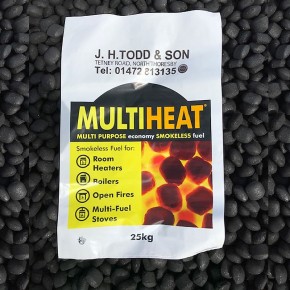 J. H. TODD & SON
TETNEY ROAD, NORTH THORESBY
Tel: 01472 813135
MULTIHEAT
MULTI PURPOSE economy SMOKELESS fuel
Smokeless Fuel for:
Room
Heaters
Boilers
Open Fires
Multi-Fuel
Stoves
25kg